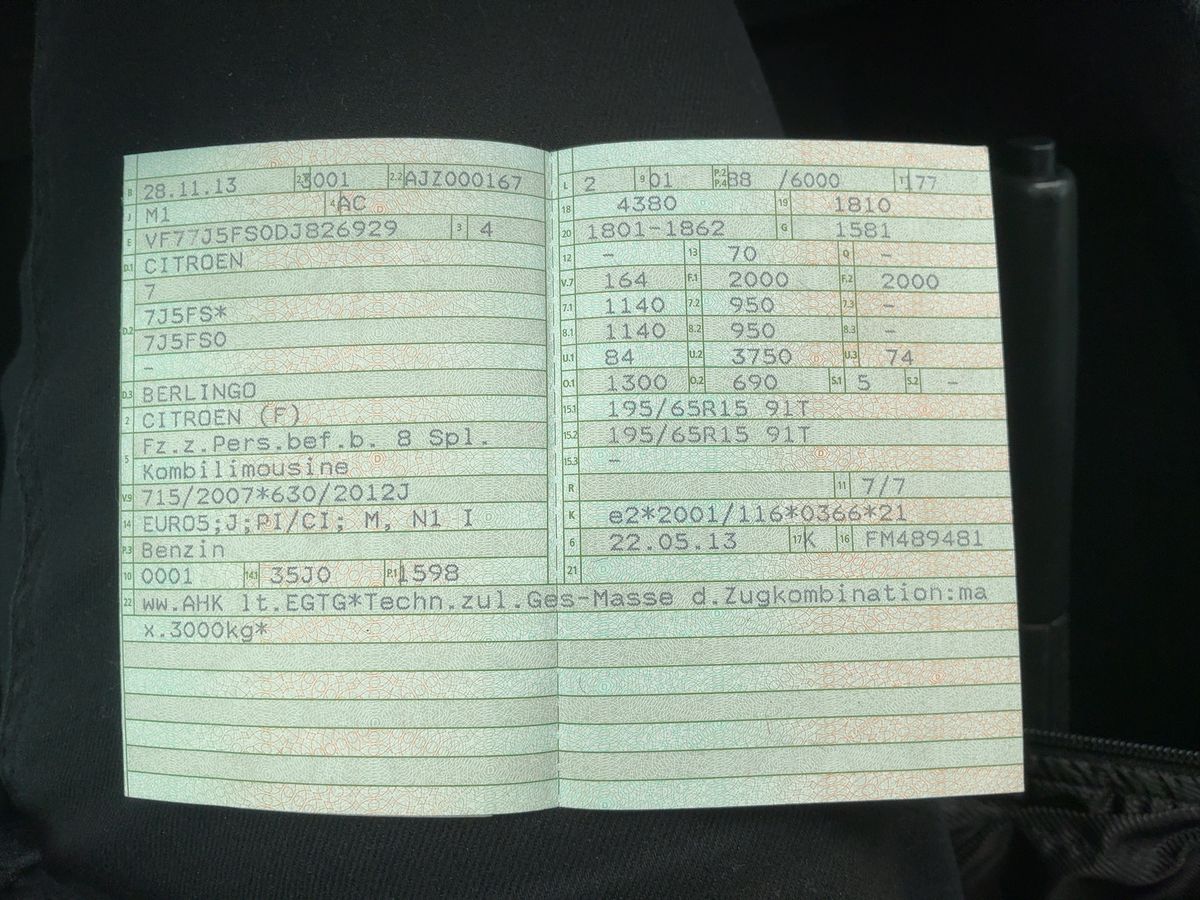 B 28.11.13 2.1 3001 2.2 AJZ000167
J M1 4 AC
E VF77J5FS0DJ826929 3 4
D.1 CITROEN
7
D.2 7J5FS*
7J5FSO
–
D.3 BERLINGO
2 CITROEN (F)
5 Fz.z.Pers.bef.b. 8 Spl.
Kombilimousine
V.9 715/2007*630/2012J
14 EURO5;J;PI/CI; M, N1 I
P.3 Benzin
10 0001 14.1 35J0 P.1 1598
L 2 9 01 P.2 P.4 88 /6000 T 177
18 4380 19 1810
20 1801-1862 G 1581
12 – 13 70 Q –
V.7 164 F.1 2000 F.2 2000
7.1 1140 7.2 950 7.3 –
8.1 1140 8.2 950 8.3 –
U.1 84 U.2 3750 U.3 74
O.1 1300 O.2 690 S.1 5 S.2 –
15.1 195/65R15 91T
15.2 195/65R15 91T
15.3 –
R 11 7/7
K e2*2001/116*0366*21
6 22.05.13 17 K 16 FM489481
21
22 ww.AHK lt.EGTG*Techn.zul.Ges-Masse d.Zugkombination:ma
x.3000kg*